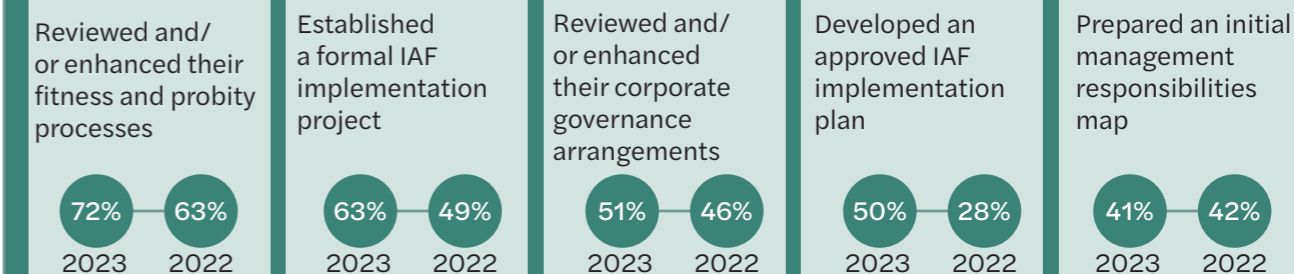 Reviewed and/
or enhanced their
fitness and probity
processes
72% 63%
2023 2022
Established
a formal IAF
implementation
project
63% 49%
2023 2022
Reviewed and/
or enhanced
their corporate
governance
arrangements
51% 46%
2023 2022
Developed an
approved IAF
implementation
plan
50% 28%
2023 2022
Prepared an initial
management
responsibilities
map
41% 42%
2023 2022